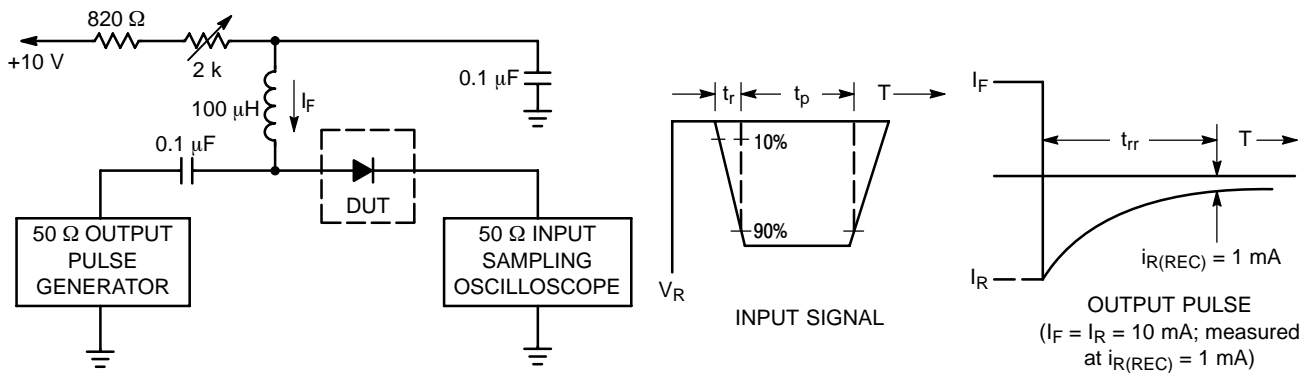 820 Ω
+10 V
2 k
0.1 μF
100 μH
I_F
0.1 μF
DUT
50 Ω OUTPUT
PULSE
GENERATOR
50 Ω INPUT
SAMPLING
OSCILLOSCOPE
t_r
t_p
T
10%
90%
V_R
INPUT SIGNAL
I_F
t_rr
T
i_R(REC) = 1 mA
I_R
OUTPUT PULSE
(I_F = I_R = 10 mA; measured
at i_R(REC) = 1 mA)